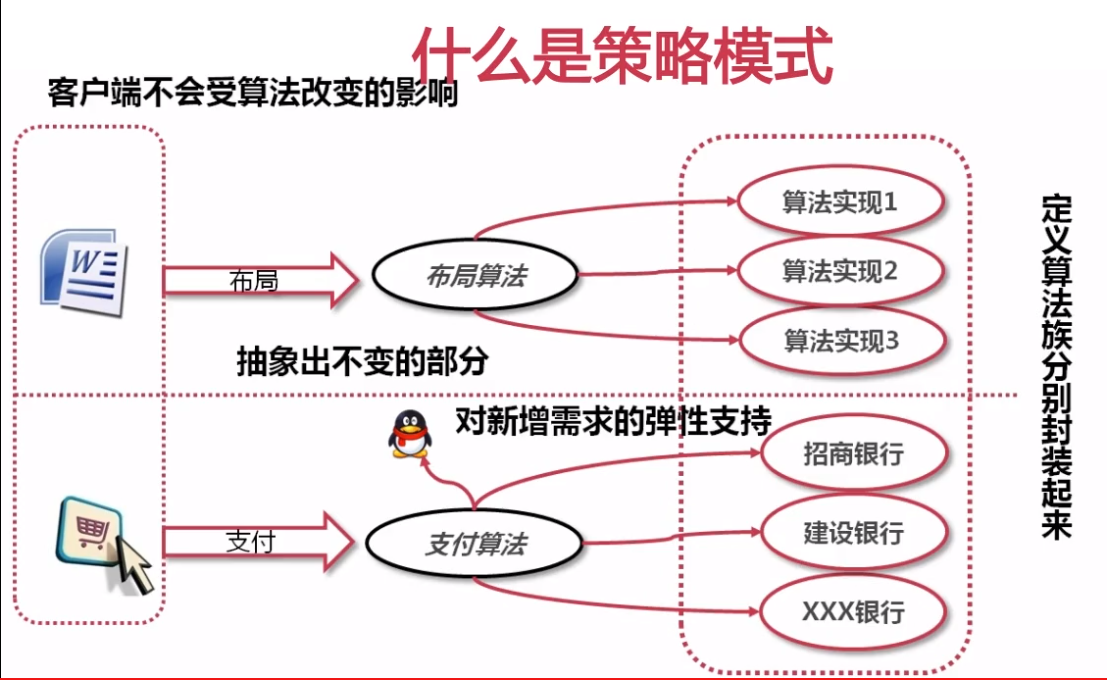 什么是策略模式
客户端不会受算法改变的影响
W
布局
布局算法
算法实现1
算法实现2
算法实现3
定义算法族分别封装起来
抽象出不变的部分
对新增需求的弹性支持
支付
支付算法
招商银行
建设银行
XXX银行